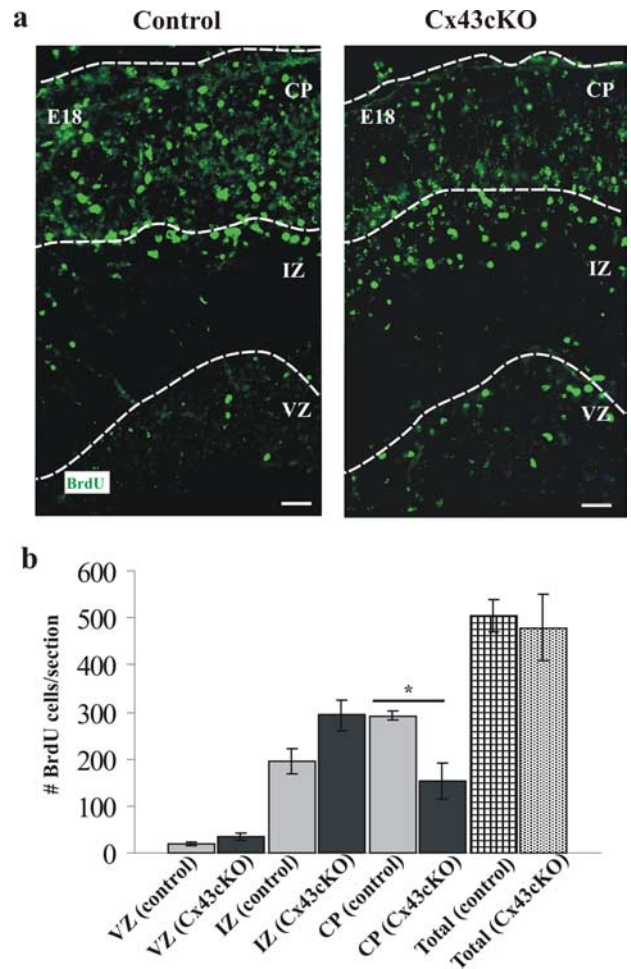 a
Control
Cx43cKO
CP
E18
IZ
VZ
BrdU
CP
E18
IZ
VZ
b
# BrdU cells/section
600
500
400
300
200
100
0
*
VZ (control)
VZ (Cx43cKO)
IZ (control)
IZ (Cx43cKO)
CP (control)
CP (Cx43cKO)
Total (control)
Total (Cx43cKO)